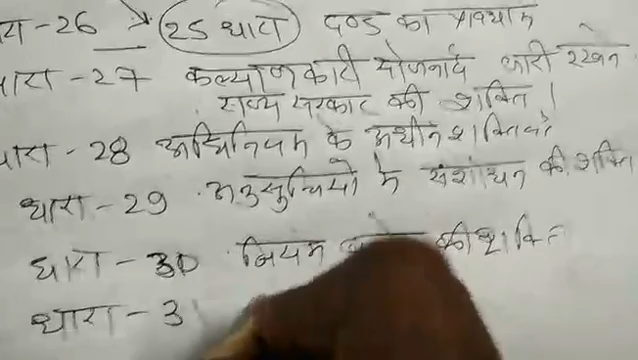 रा-26 → 25 धारा दण्ड का प्रावधान
धारा-27 कल्याणकारी योजनाएं जारी रखने
राज्य सरकार की शक्ति।
धारा-28 अधिनियम के अधीन शक्तियां
धारा-29 अनुसूचियो मे संशोधन की शक्ति
धारा-30 नियम की शक्ति
धारा-3